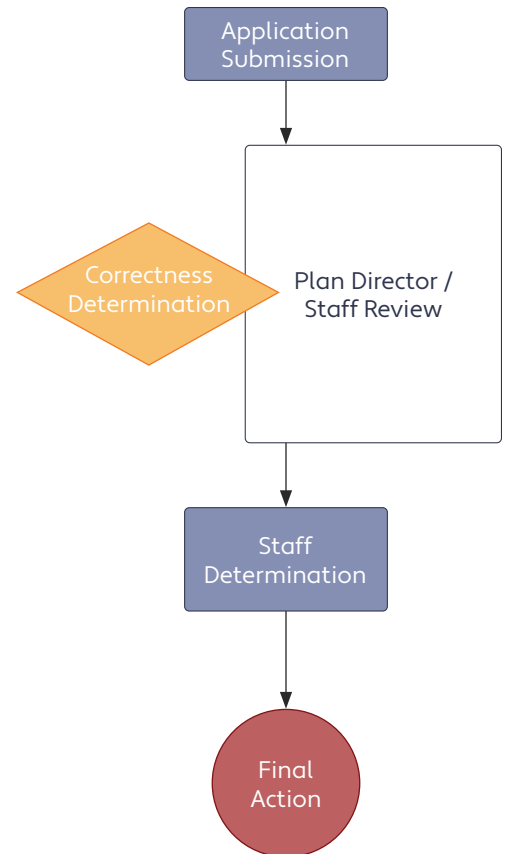 Application
Submission
Correctness
Determination
Plan Director /
Staff Review
Staff
Determination
Final
Action